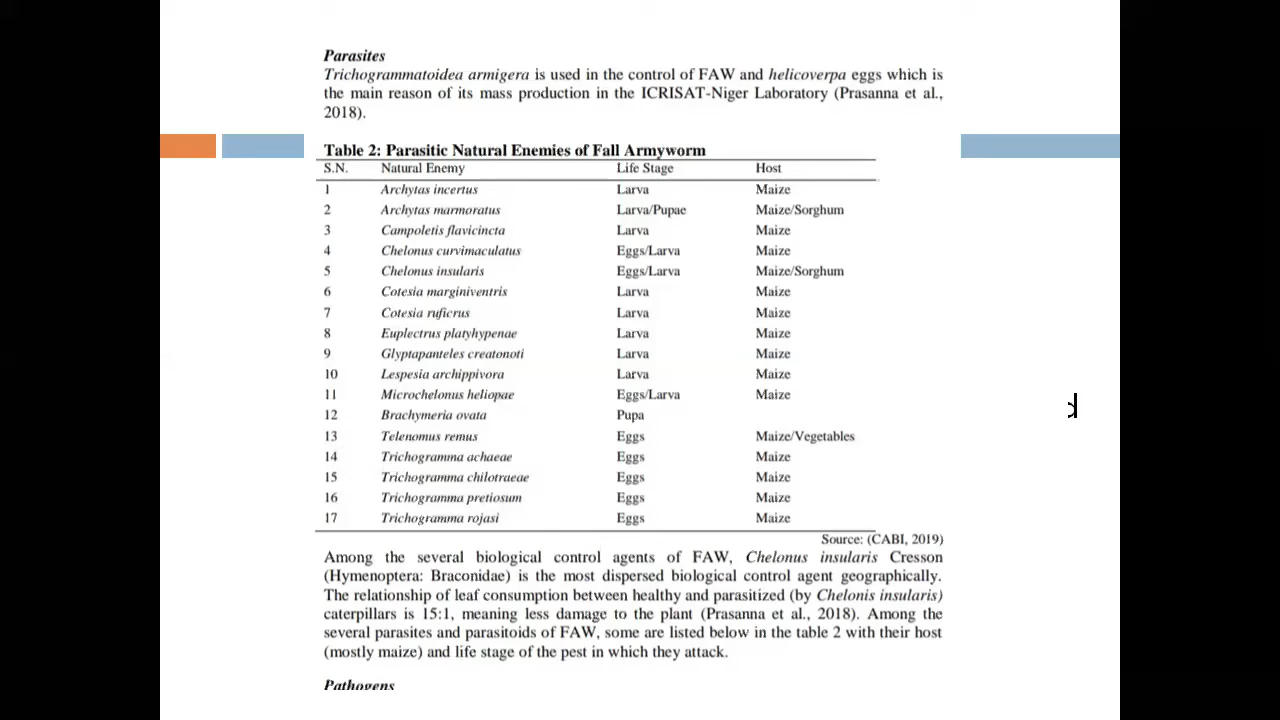 Parasites
Trichogrammatoidea armigera is used in the control of FAW and helicoverpa eggs which is
the main reason of its mass production in the ICRISAT-Niger Laboratory (Prasanna et al.,
2018).
Table 2: Parasitic Natural Enemies of Fall Armyworm
S.N. Natural Enemy Life Stage Host
1 Archytas incertus Larva Maize
2 Archytas marmoratus Larva/Pupae Maize/Sorghum
3 Campoletis flavicincta Larva Maize
4 Chelonus curvimaculatus Eggs/Larva Maize
5 Chelonus insularis Eggs/Larva Maize/Sorghum
6 Cotesia marginiventris Larva Maize
7 Cotesia ruficrus Larva Maize
8 Euplectrus platyhypenae Larva Maize
9 Glyptapanteles creatonoti Larva Maize
10 Lespesia archippivora Larva Maize
11 Microchelonus heliopae Eggs/Larva Maize
12 Brachymeria ovata Pupa
13 Telenomus remus Eggs Maize/Vegetables
14 Trichogramma achaeae Eggs Maize
15 Trichogramma chilotraeae Eggs Maize
16 Trichogramma pretiosum Eggs Maize
17 Trichogramma rojasi Eggs Maize
Source: (CABI, 2019)
Among the several biological control agents of FAW, Chelonus insularis Cresson
(Hymenoptera: Braconidae) is the most dispersed biological control agent geographically.
The relationship of leaf consumption between healthy and parasitized (by Chelonis insularis)
caterpillars is 15:1, meaning less damage to the plant (Prasanna et al., 2018). Among the
several parasites and parasitoids of FAW, some are listed below in the table 2 with their host
(mostly maize) and life stage of the pest in which they attack.
Pathogens